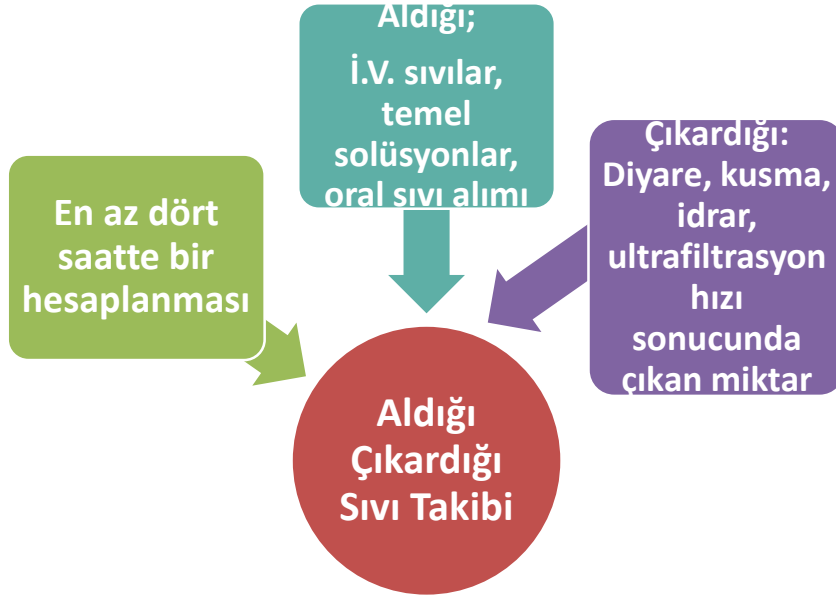 En az dört
saatte bir
hesaplanması
Aldığı;
İ.V. sıvılar,
temel
solüsyonlar,
oral sıvı alımı
Çıkardığı:
Diyare, kusma,
idrar,
ultrafiltrasyon
hızı
sonucunda
çıkan miktar
Aldığı
Çıkardığı
Sıvı Takibi